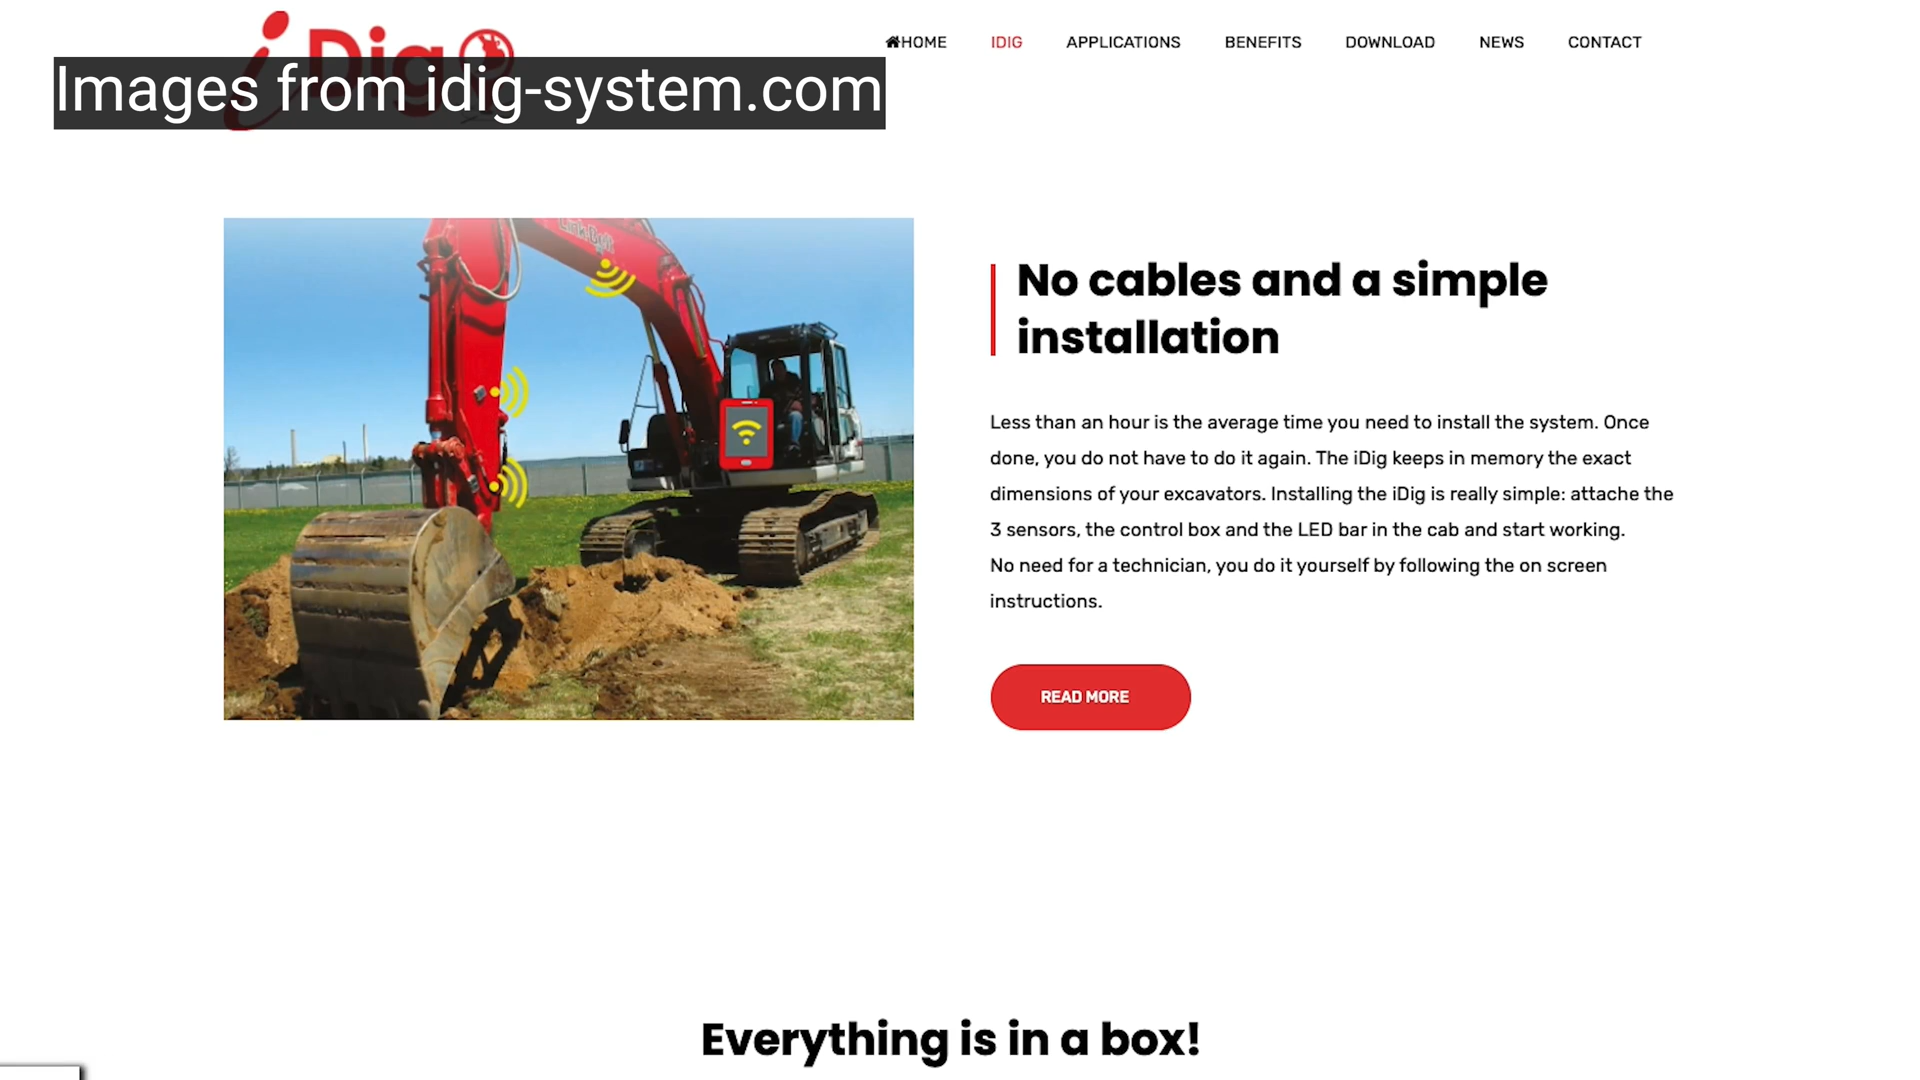 iDig
HOME IDIG APPLICATIONS BENEFITS DOWNLOAD NEWS CONTACT
Images from idig-system.com
Link-Belt
No cables and a simple
installation
Less than an hour is the average time you need to install the system. Once
done, you do not have to do it again. The iDig keeps in memory the exact
dimensions of your excavators. Installing the iDig is really simple: attache the
3 sensors, the control box and the LED bar in the cab and start working.
No need for a technician, you do it yourself by following the on screen
instructions.
READ MORE
Everything is in a box!